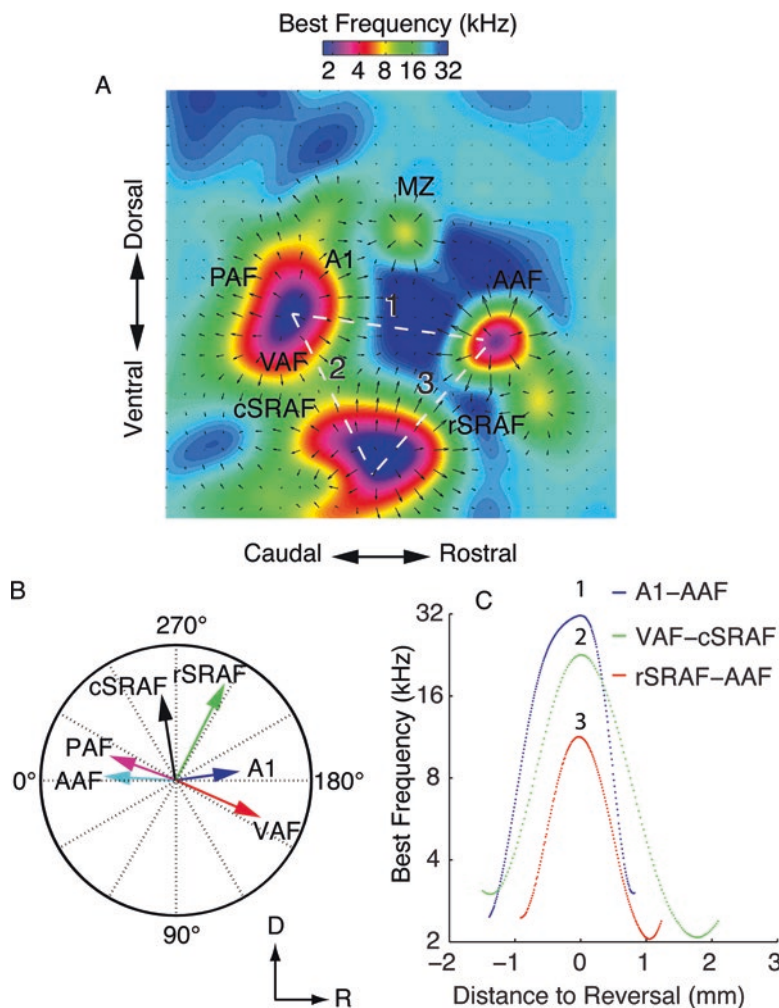 Best Frequency (kHz)
2 4 8 16 32
A
MZ
A1
PAF
AAF
1
VAF
2
3
cSRAF
rSRAF
Dorsal
Ventral
Caudal
Rostral
B
270°
rSRAF
cSRAF
PAF
0°
AAF
A1
180°
VAF
90°
D
R
C
1 A1–AAF
2 VAF–cSRAF
3 rSRAF–AAF
Best Frequency (kHz)
32
16
8
4
2
−2 −1 0 1 2 3
Distance to Reversal (mm)